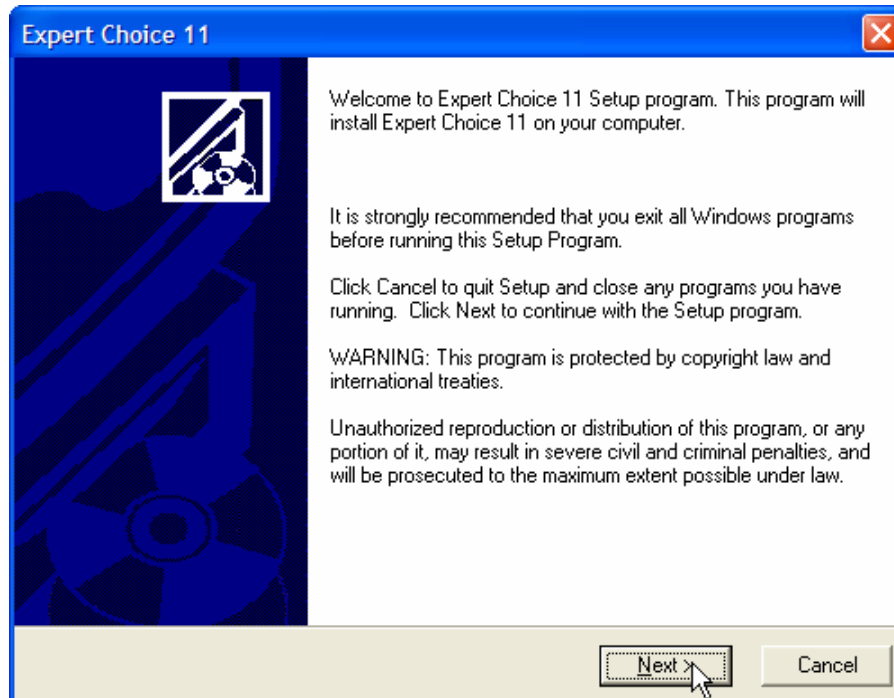 Expert Choice 11
Welcome to Expert Choice 11 Setup program. This program will
install Expert Choice 11 on your computer.
It is strongly recommended that you exit all Windows programs
before running this Setup Program.
Click Cancel to quit Setup and close any programs you have
running.  Click Next to continue with the Setup program.
WARNING: This program is protected by copyright law and
international treaties.
Unauthorized reproduction or distribution of this program, or any
portion of it, may result in severe civil and criminal penalties, and
will be prosecuted to the maximum extent possible under law.
Next > Cancel